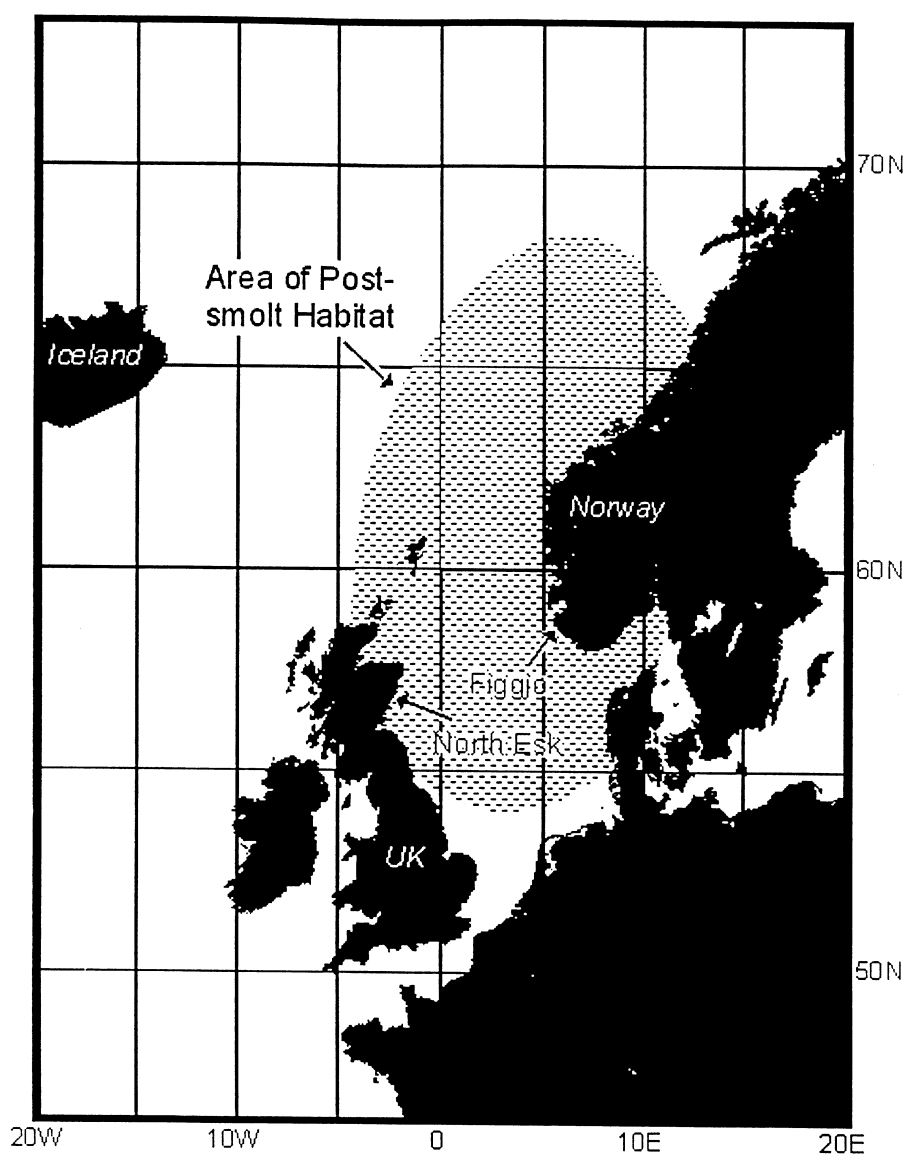 70N
Area of Post-
smolt Habitat
Iceland
Norway
60N
Figgjo
North Esk
UK
50N
20W 10W 0 10E 20E